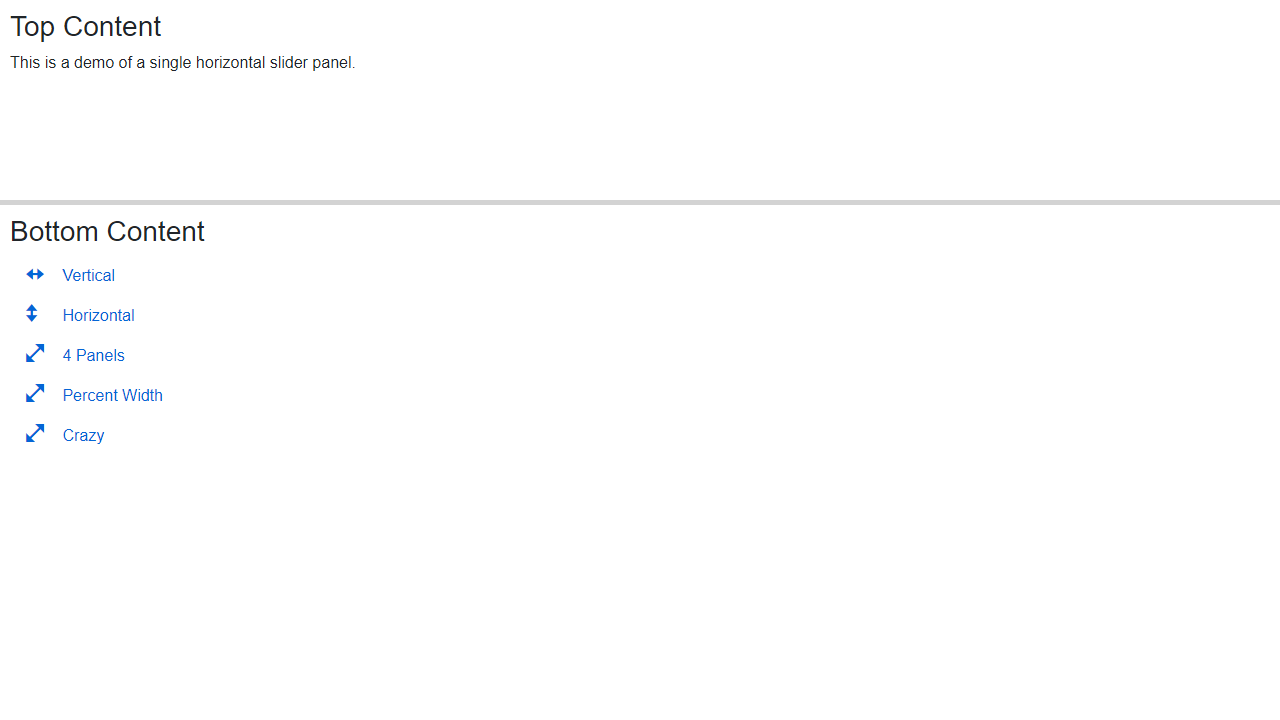 Top Content
This is a demo of a single horizontal slider panel.
Bottom Content
Vertical
Horizontal
4 Panels
Percent Width
Crazy